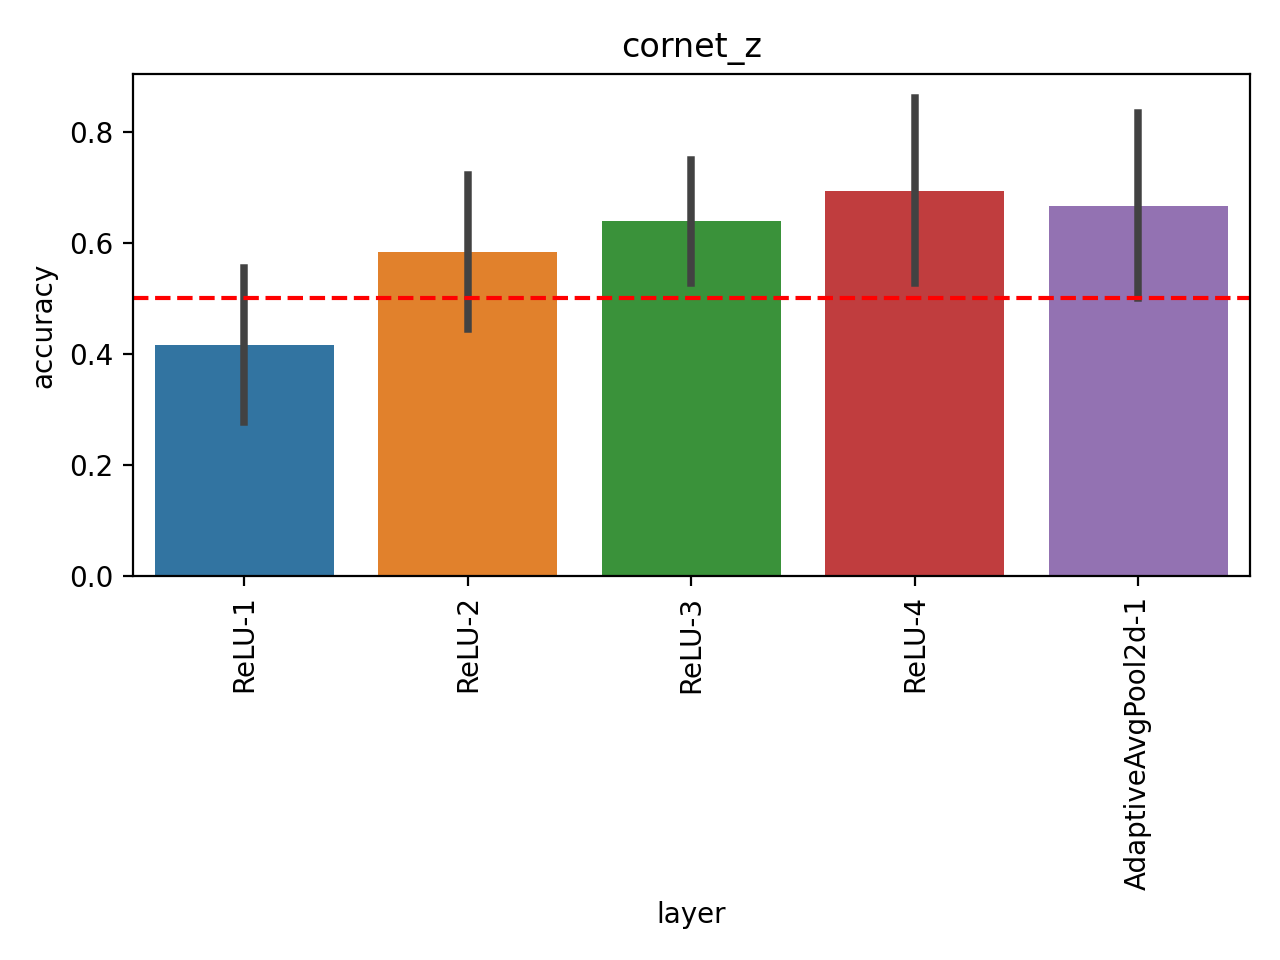 cornet_z
accuracy
0.8
0.6
0.4
0.2
0.0
ReLU-1
ReLU-2
ReLU-3
ReLU-4
AdaptiveAvgPool2d-1
layer